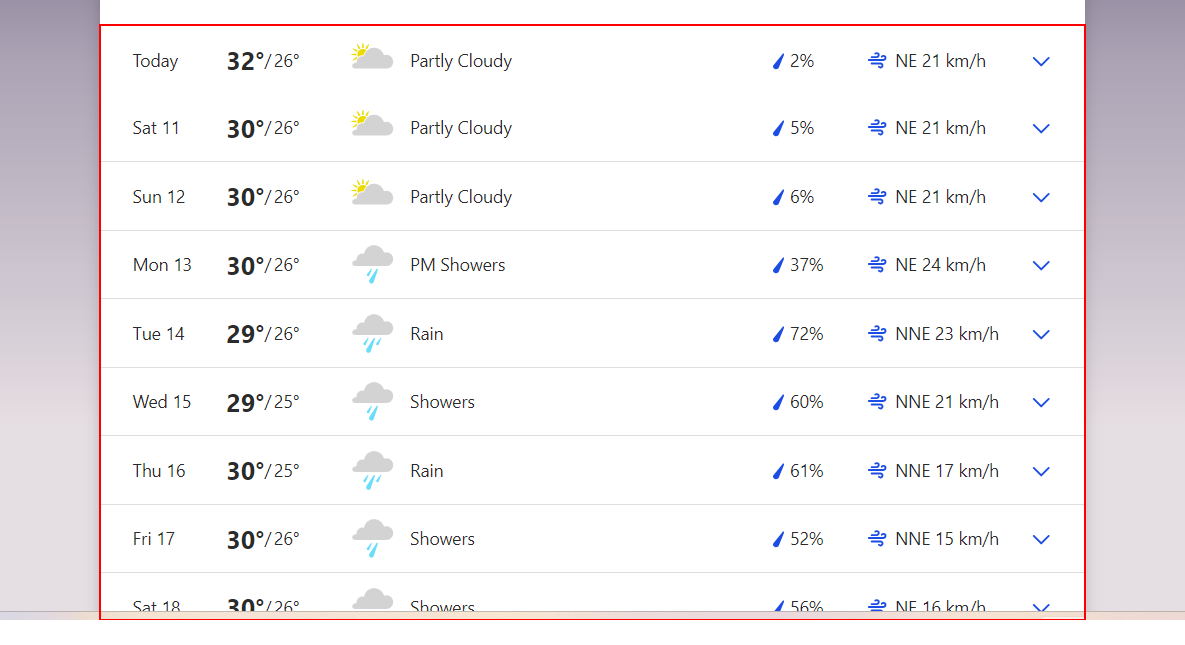 Today 32°/26° Partly Cloudy 2% NE 21 km/h
Sat 11 30°/26° Partly Cloudy 5% NE 21 km/h
Sun 12 30°/26° Partly Cloudy 6% NE 21 km/h
Mon 13 30°/26° PM Showers 37% NE 24 km/h
Tue 14 29°/26° Rain 72% NNE 23 km/h
Wed 15 29°/25° Showers 60% NNE 21 km/h
Thu 16 30°/25° Rain 61% NNE 17 km/h
Fri 17 30°/26° Showers 52% NNE 15 km/h
Sat 18 30°/26° Showers 56% NE 16 km/h